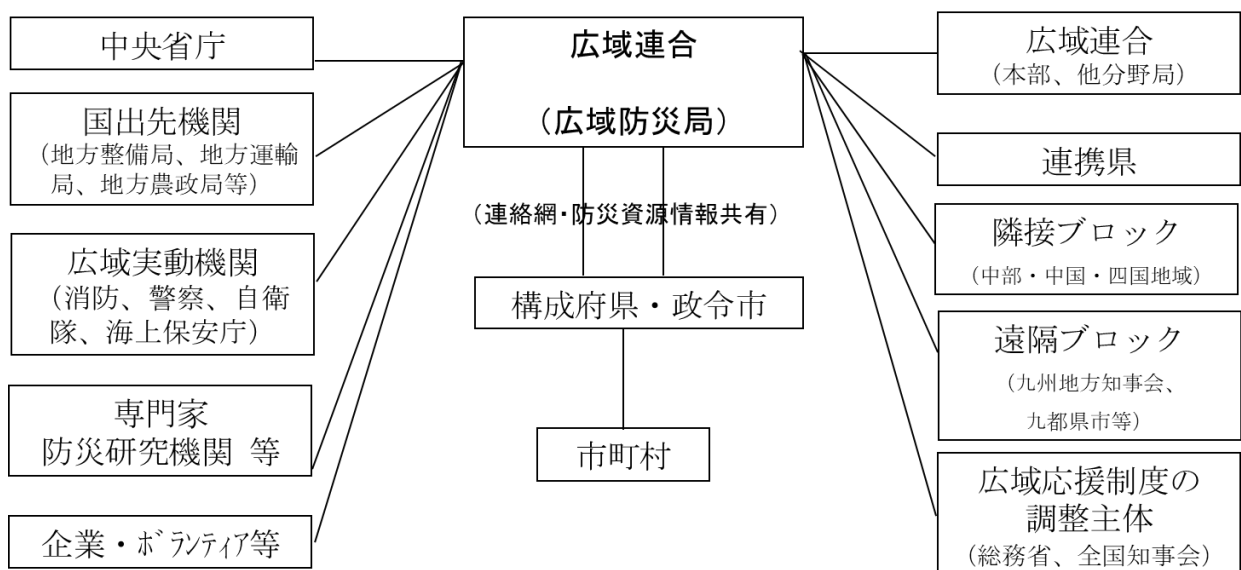 中央省庁
国出先機関
（地方整備局、地方運輸
局、地方農政局等）
広域実動機関
（消防、警察、自衛
隊、海上保安庁）
専門家
防災研究機関 等
企業・ﾎﾞﾗﾝﾃｨｱ等
広域連合
（広域防災局）
（連絡網・防災資源情報共有）
構成府県・政令市
市町村
広域連合
（本部、他分野局）
連携県
隣接ブロック
（中部・中国・四国地域）
遠隔ブロック
（九州地方知事会、
九都県市等）
広域応援制度の
調整主体
（総務省、全国知事会）